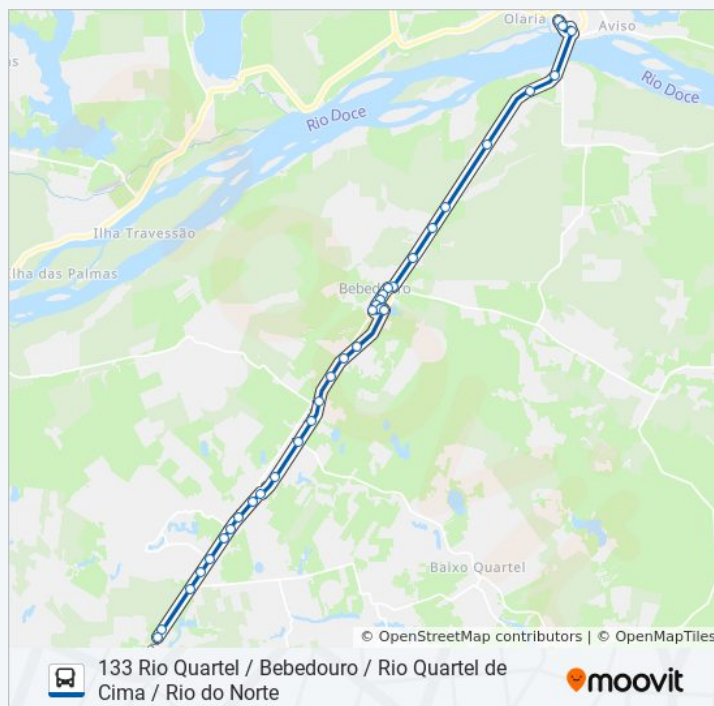 Olaria
Aviso
as
Rio Doce
Rio Doce
Ilha Travessão
Ilha das Palmas
Bebedouro
Baixo Quartel
© OpenStreetMap contributors | © OpenMapTiles
133 Rio Quartel / Bebedouro / Rio Quartel de
Cima / Rio do Norte
moovit